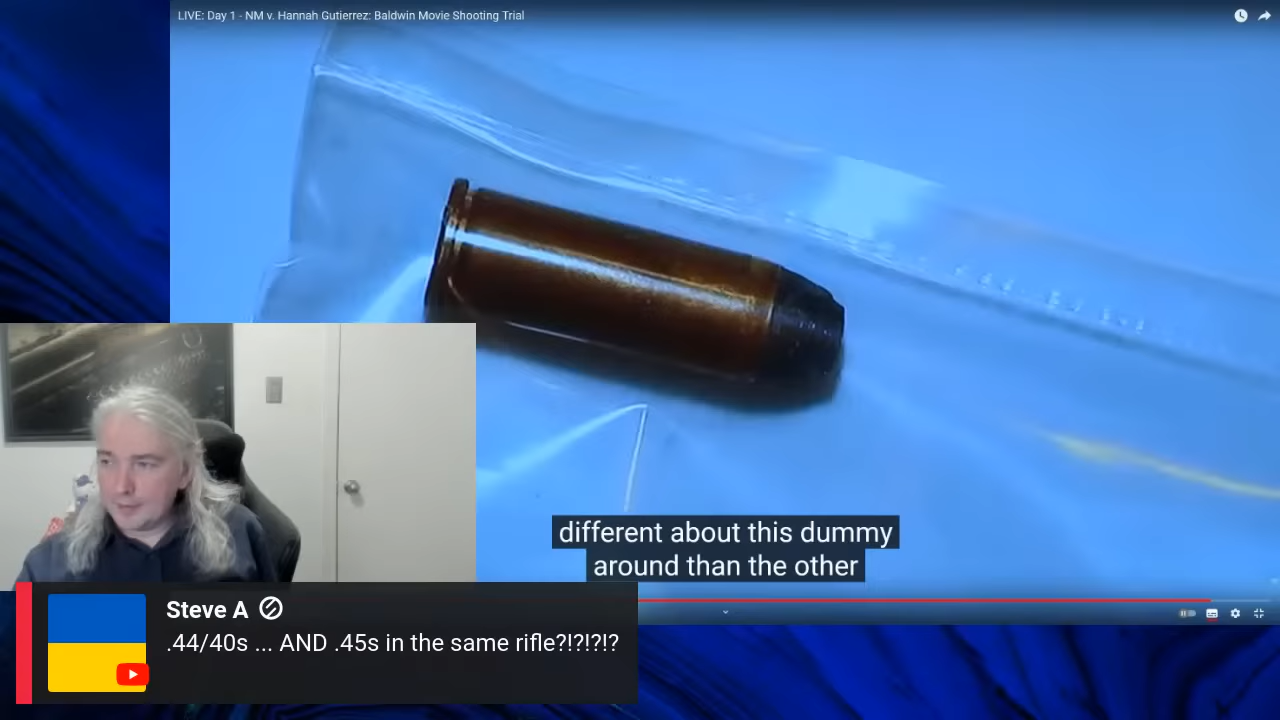 LIVE: Day 1 - NM v. Hannah Gutierrez: Baldwin Movie Shooting Trial
different about this dummy
around than the other
Steve A
.44/40s ... AND .45s in the same rifle?!?!?!?